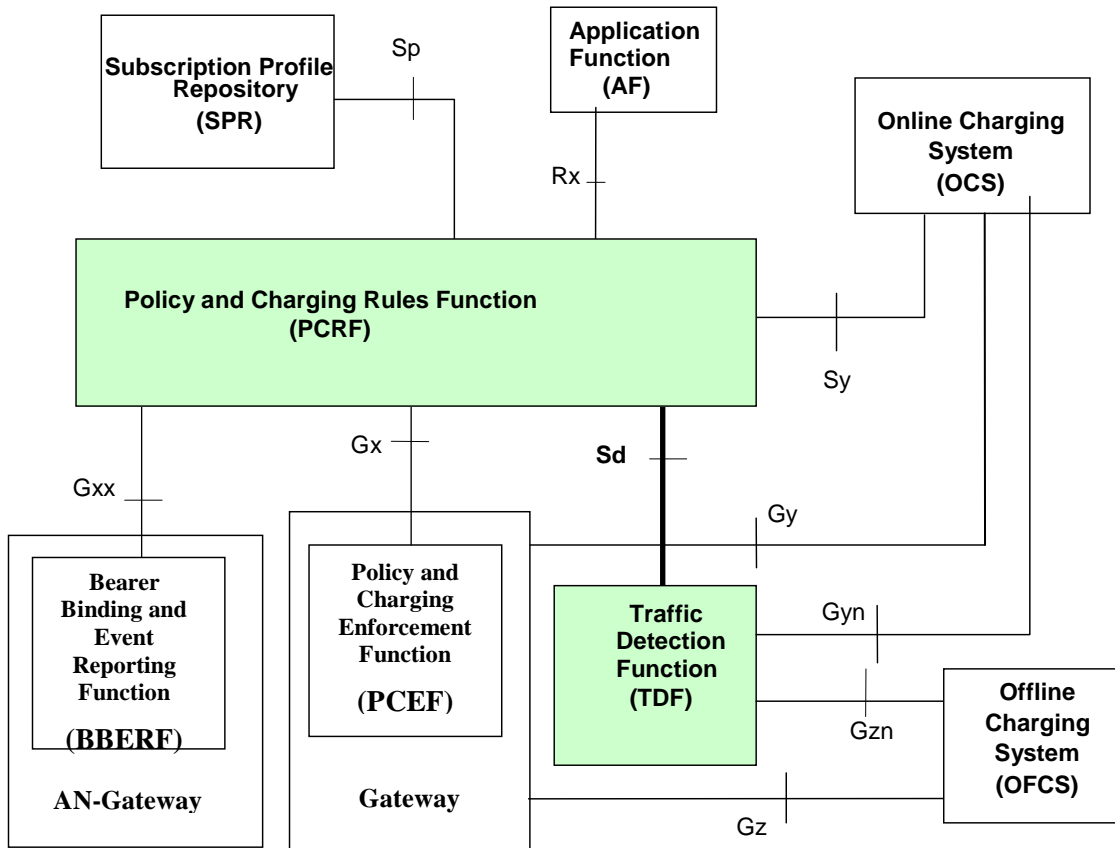 Subscription Profile
Repository
(SPR)
Sp
Application
Function
(AF)
Online Charging
System
(OCS)
Rx
Policy and Charging Rules Function
(PCRF)
Sy
Gxx
Gx
Sd
Gy
Bearer
Binding and
Event
Reporting
Function
(BBERF)
AN-Gateway
Policy and
Charging
Enforcement
Function
(PCEF)
Gateway
Traffic
Detection
Function
(TDF)
Gyn
Gzn
Gz
Offline
Charging
System
(OFCS)